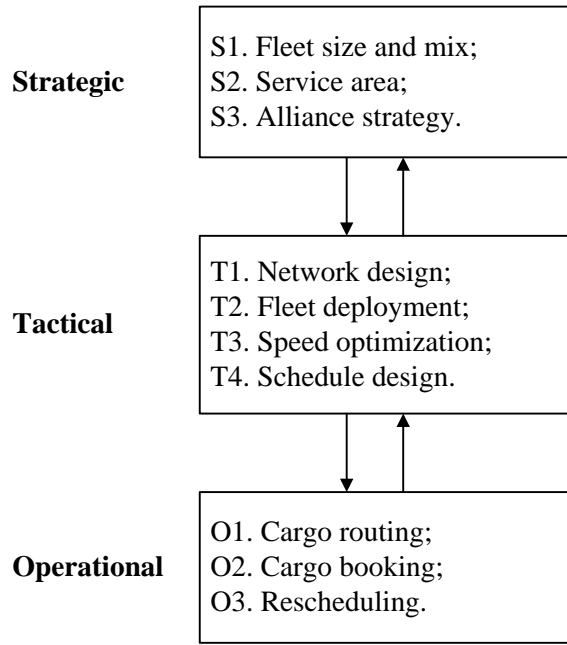 Strategic
S1. Fleet size and mix;
S2. Service area;
S3. Alliance strategy.
Tactical
T1. Network design;
T2. Fleet deployment;
T3. Speed optimization;
T4. Schedule design.
Operational
O1. Cargo routing;
O2. Cargo booking;
O3. Rescheduling.